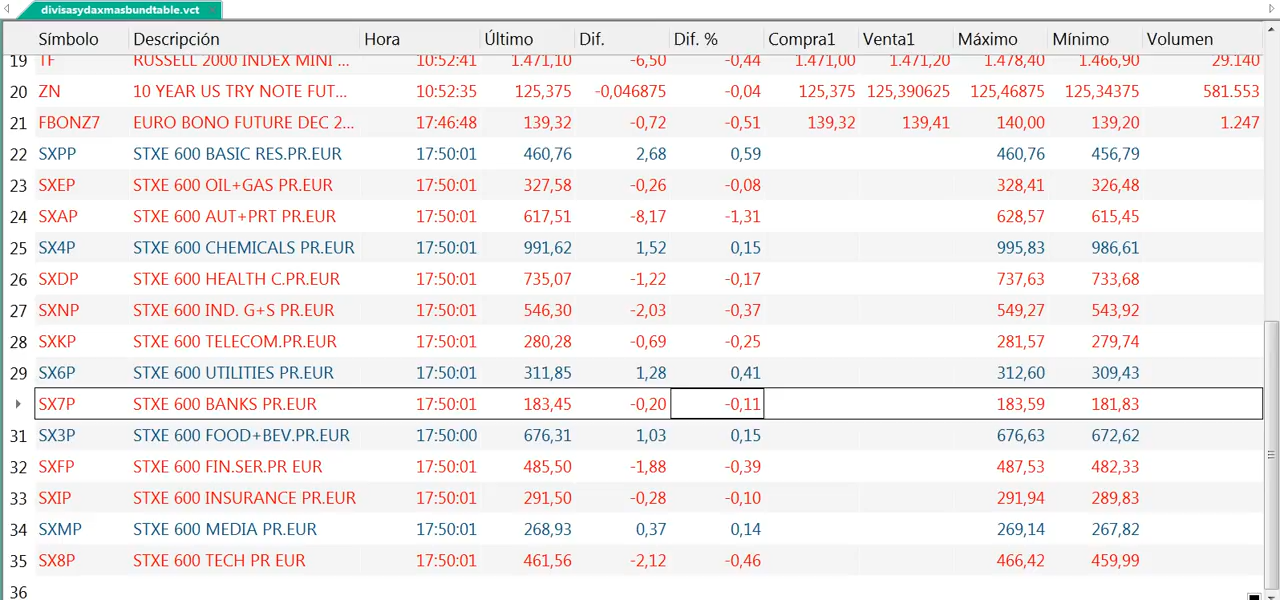 divisasydaxmasbundtable.vct
Símbolo Descripción Hora Último Dif. Dif. % Compra1 Venta1 Máximo Mínimo Volumen
19 TF RUSSELL 2000 INDEX MINI ... 10:52:41 1.471,10 -6,50 -0,44 1.471,00 1.471,20 1.478,40 1.466,90 29.140
20 ZN 10 YEAR US TRY NOTE FUT... 10:52:35 125,375 -0,046875 -0,04 125,375 125,390625 125,46875 125,34375 581.553
21 FBONZ7 EURO BONO FUTURE DEC 2... 17:46:48 139,32 -0,72 -0,51 139,32 139,41 140,00 139,20 1.247
22 SXPP STXE 600 BASIC RES.PR.EUR 17:50:01 460,76 2,68 0,59 460,76 456,79
23 SXEP STXE 600 OIL+GAS PR.EUR 17:50:01 327,58 -0,26 -0,08 328,41 326,48
24 SXAP STXE 600 AUT+PRT PR.EUR 17:50:01 617,51 -8,17 -1,31 628,57 615,45
25 SX4P STXE 600 CHEMICALS PR.EUR 17:50:01 991,62 1,52 0,15 995,83 986,61
26 SXDP STXE 600 HEALTH C.PR.EUR 17:50:01 735,07 -1,22 -0,17 737,63 733,68
27 SXNP STXE 600 IND. G+S PR.EUR 17:50:01 546,30 -2,03 -0,37 549,27 543,92
28 SXKP STXE 600 TELECOM.PR.EUR 17:50:01 280,28 -0,69 -0,25 281,57 279,74
29 SX6P STXE 600 UTILITIES PR.EUR 17:50:01 311,85 1,28 0,41 312,60 309,43
SX7P STXE 600 BANKS PR.EUR 17:50:01 183,45 -0,20 -0,11 183,59 181,83
31 SX3P STXE 600 FOOD+BEV.PR.EUR 17:50:00 676,31 1,03 0,15 676,63 672,62
32 SXFP STXE 600 FIN.SER.PR EUR 17:50:01 485,50 -1,88 -0,39 487,53 482,33
33 SXIP STXE 600 INSURANCE PR.EUR 17:50:01 291,50 -0,28 -0,10 291,94 289,83
34 SXMP STXE 600 MEDIA PR.EUR 17:50:01 268,93 0,37 0,14 269,14 267,82
35 SX8P STXE 600 TECH PR EUR 17:50:01 461,56 -2,12 -0,46 466,42 459,99
36